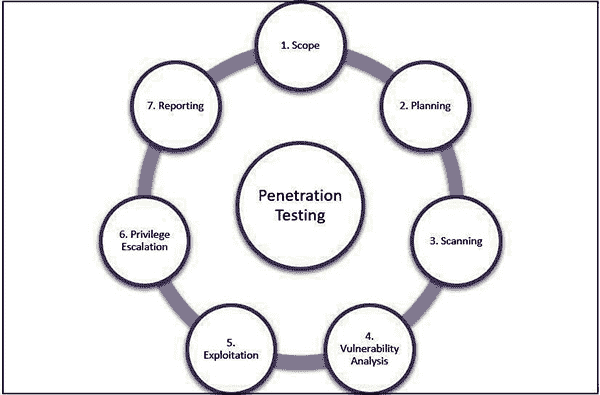 1. Scope
2. Planning
3. Scanning
4.
Vulnerability
Analysis
5.
Exploitation
6. Privilege
Escalation
7. Reporting
Penetration
Testing